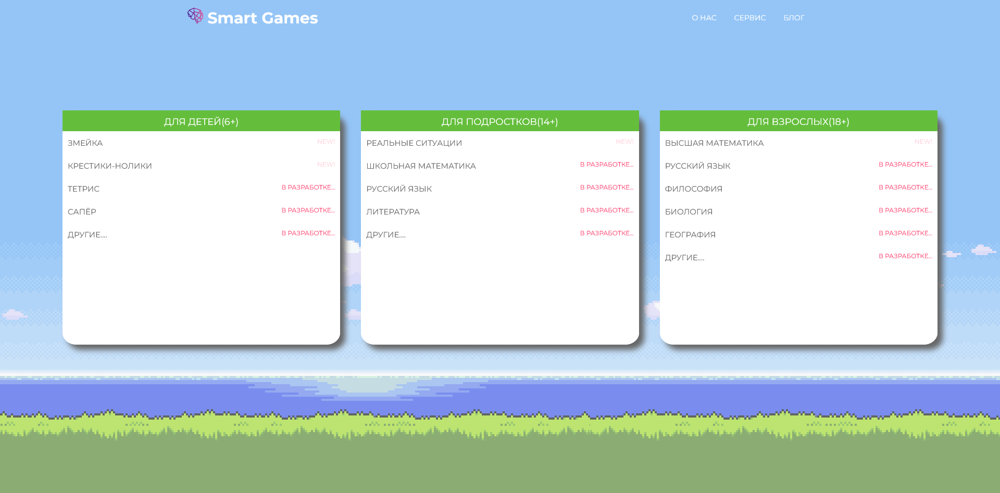 Smart Games
О НАС
СЕРВИС
БЛОГ
ДЛЯ ДЕТЕЙ(6+)
ЗМЕЙКА NEW!
КРЕСТИКИ-НОЛИКИ NEW!
ТЕТРИС В РАЗРАБОТКЕ...
САПЁР В РАЗРАБОТКЕ...
ДРУГИЕ.... В РАЗРАБОТКЕ...
ДЛЯ ПОДРОСТКОВ(14+)
РЕАЛЬНЫЕ СИТУАЦИИ NEW!
ШКОЛЬНАЯ МАТЕМАТИКА В РАЗРАБОТКЕ...
РУССКИЙ ЯЗЫК В РАЗРАБОТКЕ...
ЛИТЕРАТУРА В РАЗРАБОТКЕ...
ДРУГИЕ.... В РАЗРАБОТКЕ...
ДЛЯ ВЗРОСЛЫХ(18+)
ВЫСШАЯ МАТЕМАТИКА NEW!
РУССКИЙ ЯЗЫК В РАЗРАБОТКЕ...
ФИЛОСОФИЯ В РАЗРАБОТКЕ...
БИОЛОГИЯ В РАЗРАБОТКЕ...
ГЕОГРАФИЯ В РАЗРАБОТКЕ...
ДРУГИЕ.... В РАЗРАБОТКЕ...